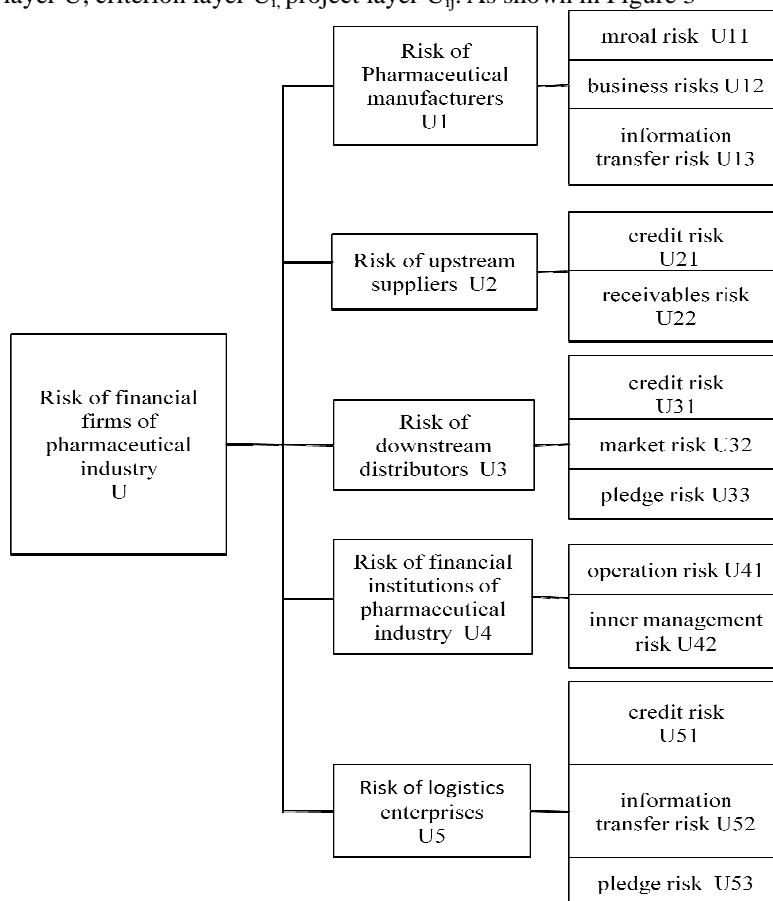 layer U, criterion layer Ui, project layer Uij. As shown in Figure 3
Risk of
Pharmaceutical
manufacturers
U1
mroal risk U11
business risks U12
information
transfer risk U13
Risk of upstream
suppliers U2
credit risk
U21
receivables risk
U22
Risk of financial
firms of
pharmaceutical
industry
U
Risk of
downstream
distributors U3
credit risk
U31
market risk U32
pledge risk U33
Risk of financial
institutions of
pharmaceutical
industry U4
operation risk U41
inner management
risk U42
Risk of logistics
enterprises
U5
credit risk
U51
information
transfer risk U52
pledge risk U53